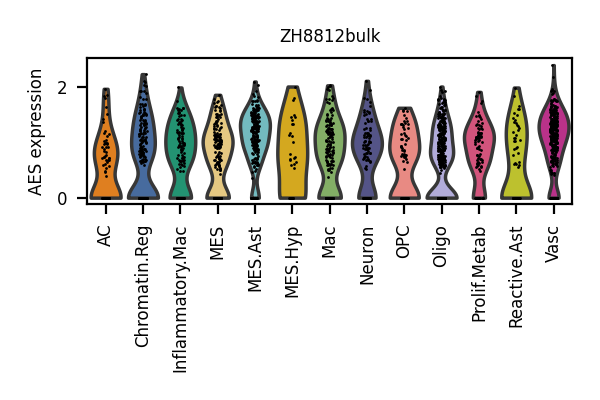 ZH8812bulk
AES expression
2
0
AC
Chromatin.Reg
Inflammatory.Mac
MES
MES.Ast
MES.Hyp
Mac
Neuron
OPC
Oligo
Prolif.Metab
Reactive.Ast
Vasc